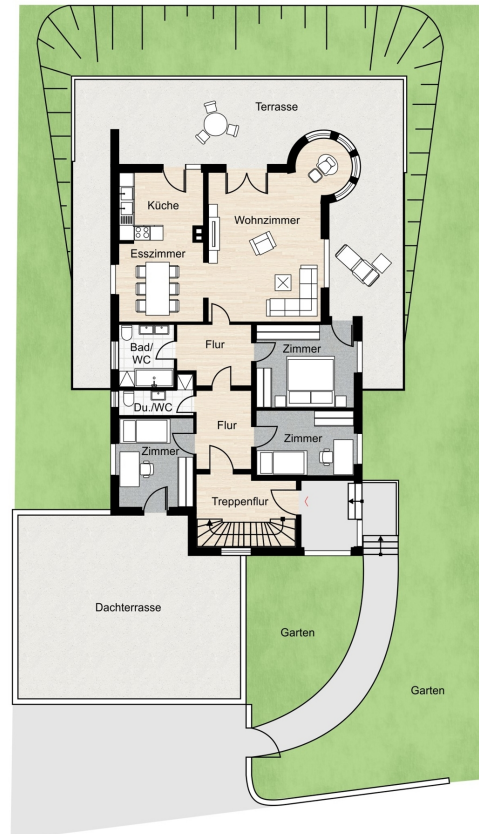 Terrasse
Küche
Wohnzimmer
Esszimmer
Bad/
WC
Flur
Zimmer
Du./WC
Flur
Zimmer
Zimmer
Treppenflur
Dachterrasse
Garten
Garten